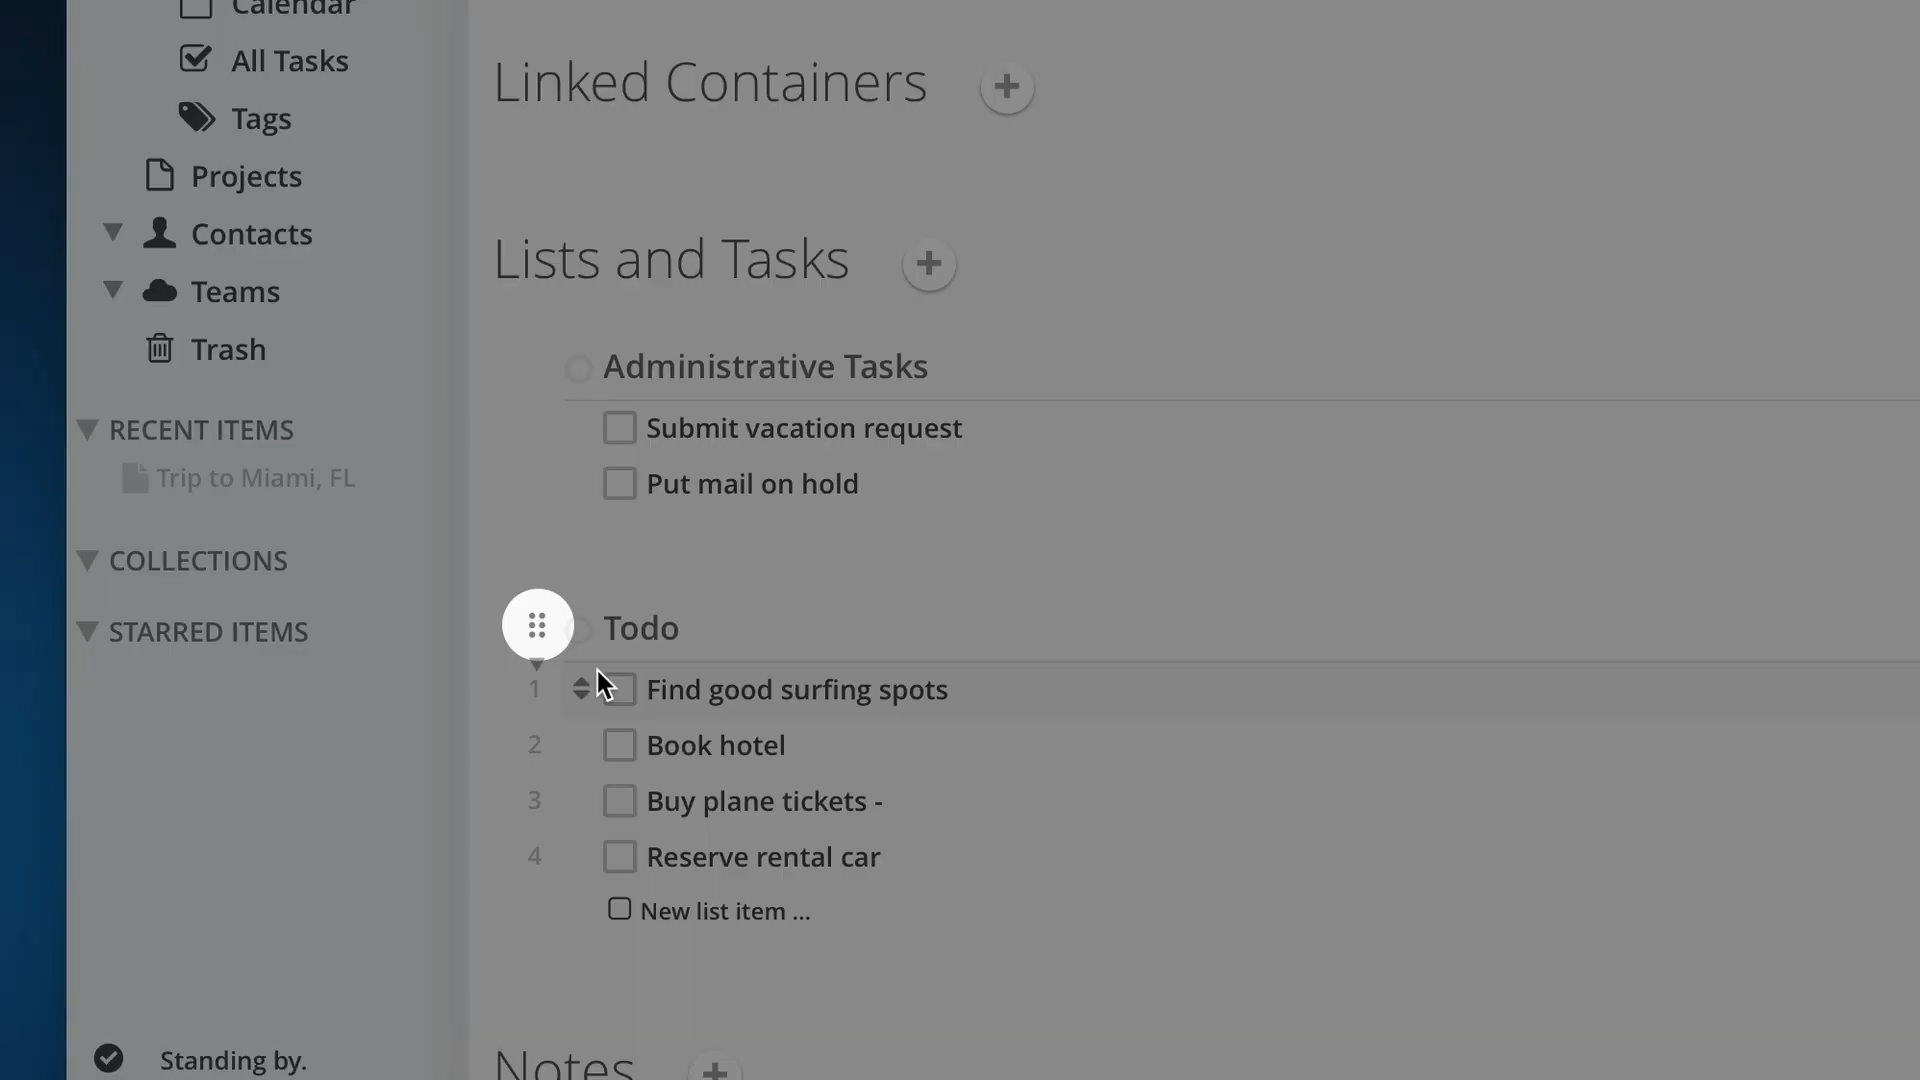 Calendar
All Tasks
Tags
Projects
Contacts
Teams
Trash
RECENT ITEMS
Trip to Miami, FL
COLLECTIONS
STARRED ITEMS
Standing by.
Linked Containers
Lists and Tasks
Administrative Tasks
Submit vacation request
Put mail on hold
Todo
1 Find good surfing spots
2 Book hotel
3 Buy plane tickets -
4 Reserve rental car
New list item ...
Notes